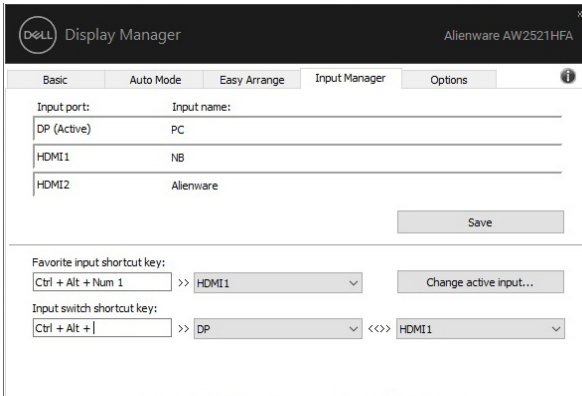 DELL Display Manager Alienware AW2521HFA
Basic Auto Mode Easy Arrange Input Manager Options
Input port: Input name:
DP (Active) PC
HDMI1 NB
HDMI2 Alienware
Save
Favorite input shortcut key:
Ctrl + Alt + Num 1 >> HDMI1 Change active input...
Input switch shortcut key:
Ctrl + Alt + >> DP <<>> HDMI1